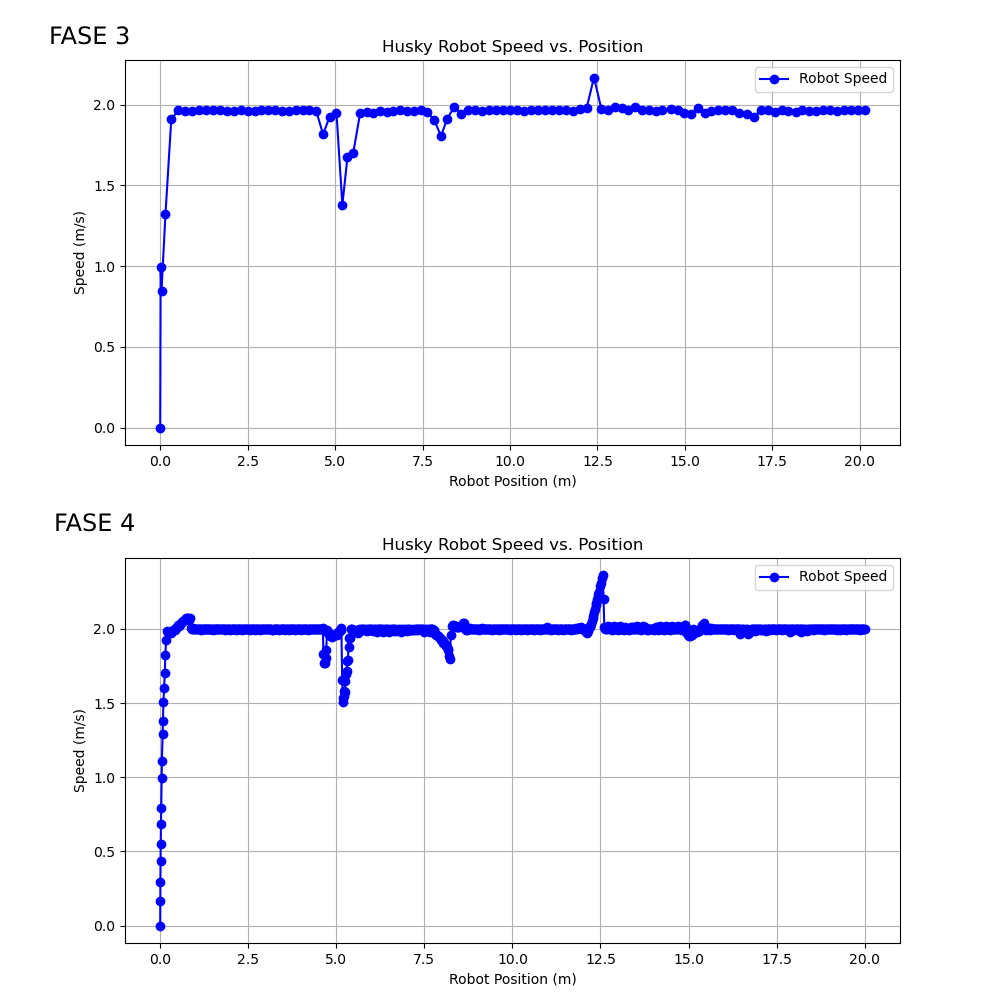 FASE 3
Husky Robot Speed vs. Position
Robot Speed
2.0
1.5
1.0
0.5
0.0
Speed (m/s)
0.0 2.5 5.0 7.5 10.0 12.5 15.0 17.5 20.0
Robot Position (m)
FASE 4
Husky Robot Speed vs. Position
Robot Speed
2.0
1.5
1.0
0.5
0.0
Speed (m/s)
0.0 2.5 5.0 7.5 10.0 12.5 15.0 17.5 20.0
Robot Position (m)